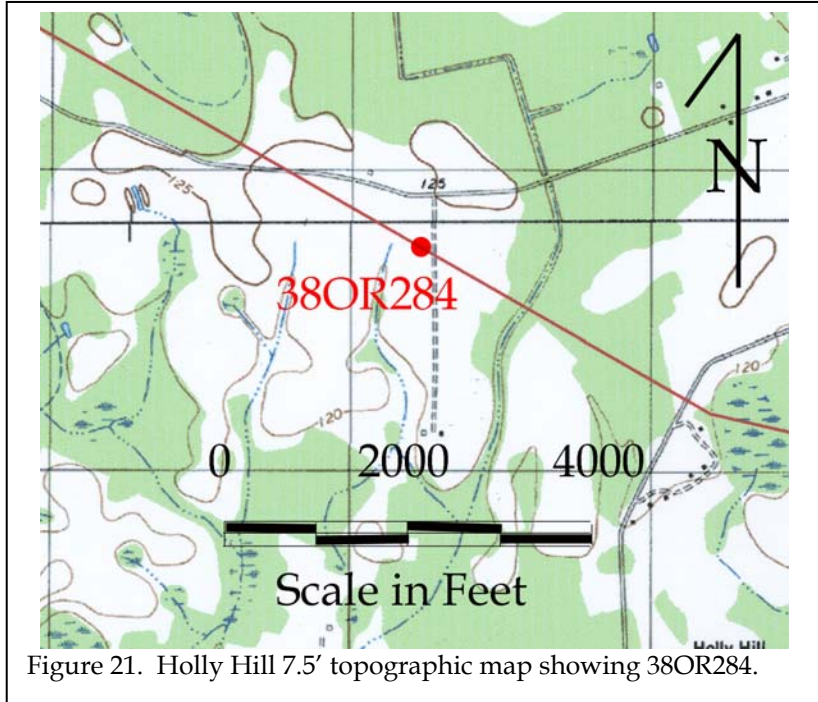 125
125
N
38OR284
120
120
0 2000 4000
Scale in Feet
Holly Hill
Figure 21. Holly Hill 7.5’ topographic map showing 38OR284.